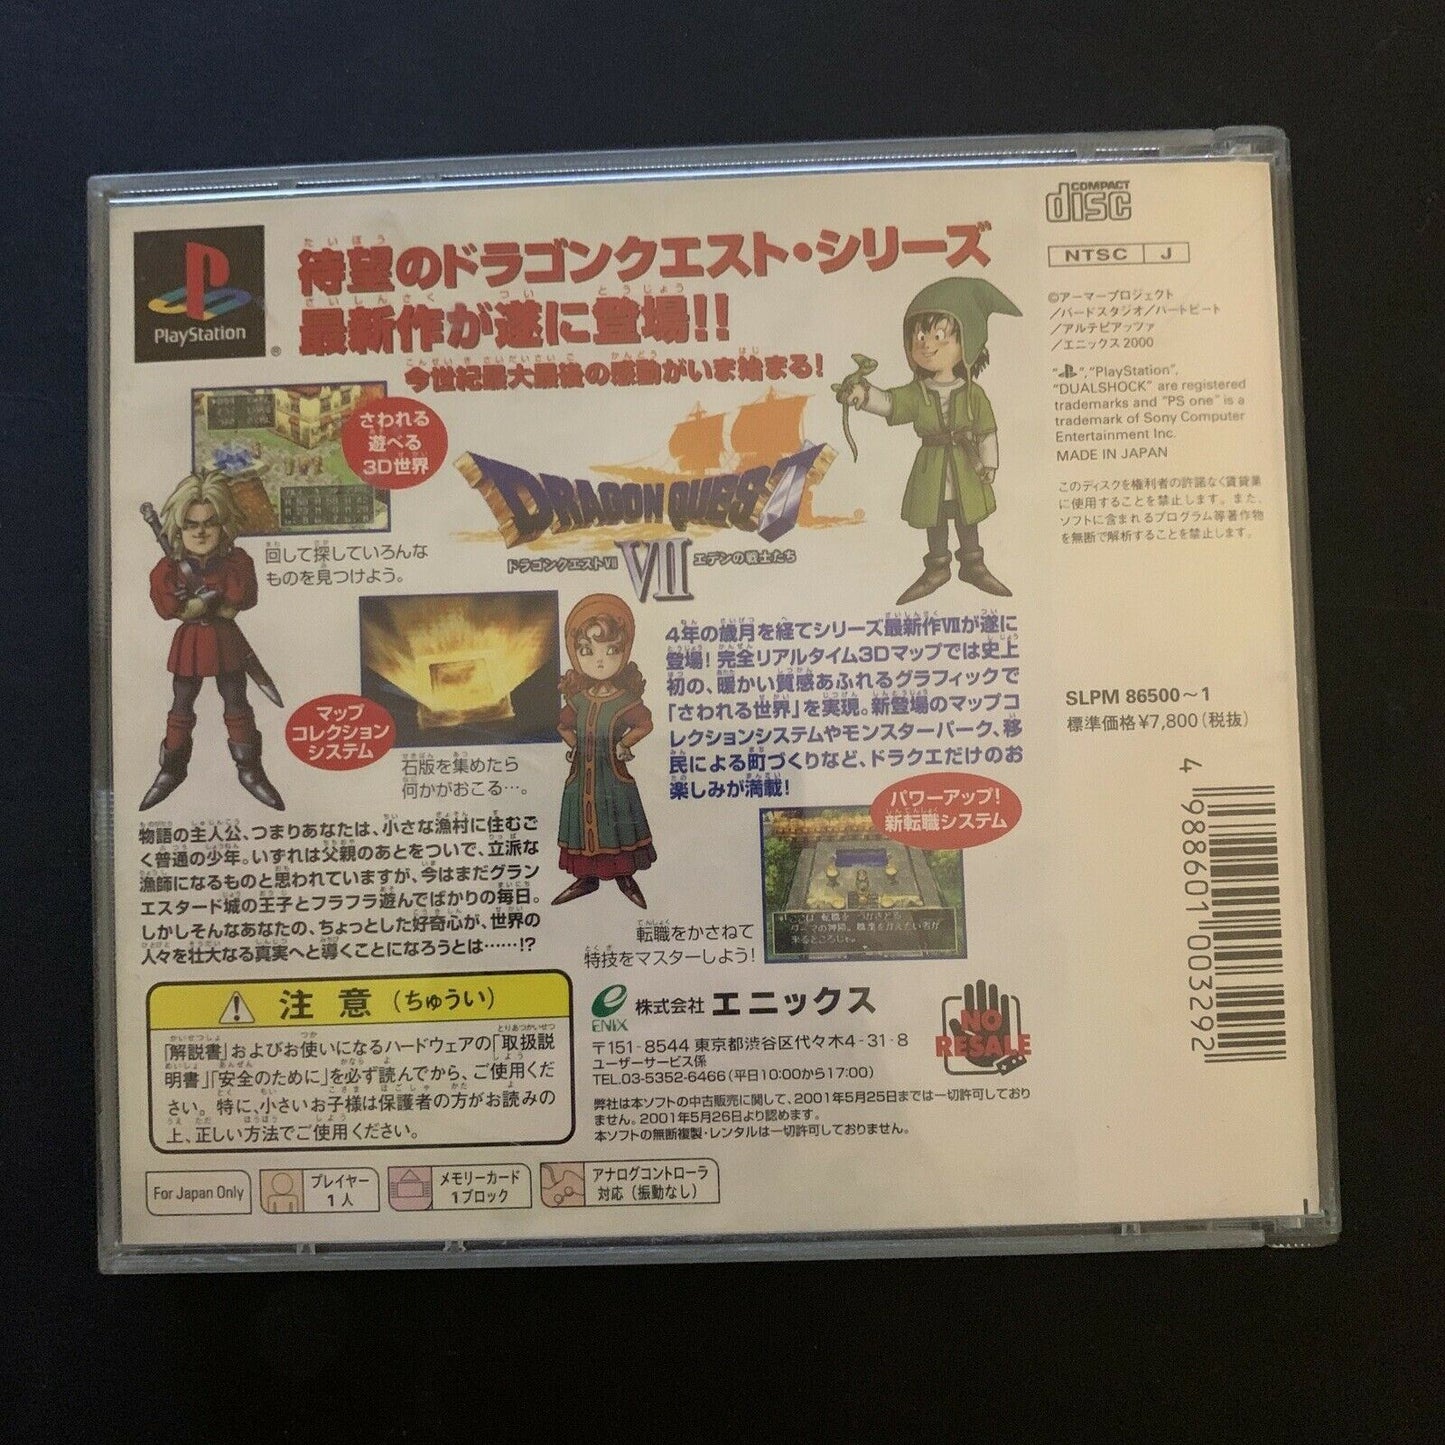 PlayStation
®
待望のドラゴンクエスト・シリーズ
最新作が遂に登場!!
今世紀最大最後の感動がいま始まる!
COMPACT
disc
NTSC J
©アーマープロジェクト
/バードスタジオ/ハートビート
/アルテピアッツァ
/エニックス 2000
"PlayStation",
"DUALSHOCK" are registered
trademarks and "PS one" is a
trademark of Sony Computer
Entertainment Inc.
MADE IN JAPAN
このディスクを権利者の許諾なく賃貸業
に使用することを禁止します。また、
ソフトに含まれるプログラム等著作物
を無断で解析することを禁止します。
さわれる
遊べる
3D世界
回して探していろんな
ものを見つけよう。
DRAGON QUEST
VII
ドラゴンクエストVII エデンの戦士たち
マップ
コレクション
システム
石版を集めたら
何かがおこる…。
4年の歳月を経てシリーズ最新作VIIが遂に
登場! 完全リアルタイム3Dマップでは史上
初の、暖かい質感あふれるグラフィックで
「さわれる世界」を実現。新登場のマップコ
レクションシステムやモンスターパーク、移
民による町づくりなど、ドラクエだけのお
楽しみが満載!
SLPM 86500~1
標準価格¥7,800(税抜)
4 988601 003292
パワーアップ!
新転職システム
転職をかさねて
特技をマスターしよう!
物語の主人公、つまりあなたは、小さな漁村に住むご
く普通の少年。いずれは父親のあとをついで、立派な
漁師になるものと思われていますが、今はまだグラン
エスタード城の王子とフラフラ遊んでばかりの毎日。
しかしそんなあなたの、ちょっとした好奇心が、世界の
人々を壮大なる真実へと導くことになろうとは……!?
注意(ちゅうい)
「解説書」およびお使いになるハードウェアの「取扱説
明書」「安全のために」を必ず読んでから、ご使用くだ
さい。特に、小さいお子様は保護者の方がお読みの
上、正しい方法でご使用ください。
ENIX
株式会社エニックス
〒151-8544 東京都渋谷区代々木4-31-8
ユーザーサービス係
TEL.03-5352-6466(平日10:00から17:00)
弊社は本ソフトの中古販売に関して、2001年5月25日までは一切許可しており
ません。2001年5月26日より認めます。
本ソフトの無断複製・レンタルは一切許可しておりません。
NO
RESALE
For Japan Only
プレイヤー
1人
メモリーカード
1ブロック
アナログコントローラ
対応(振動なし)